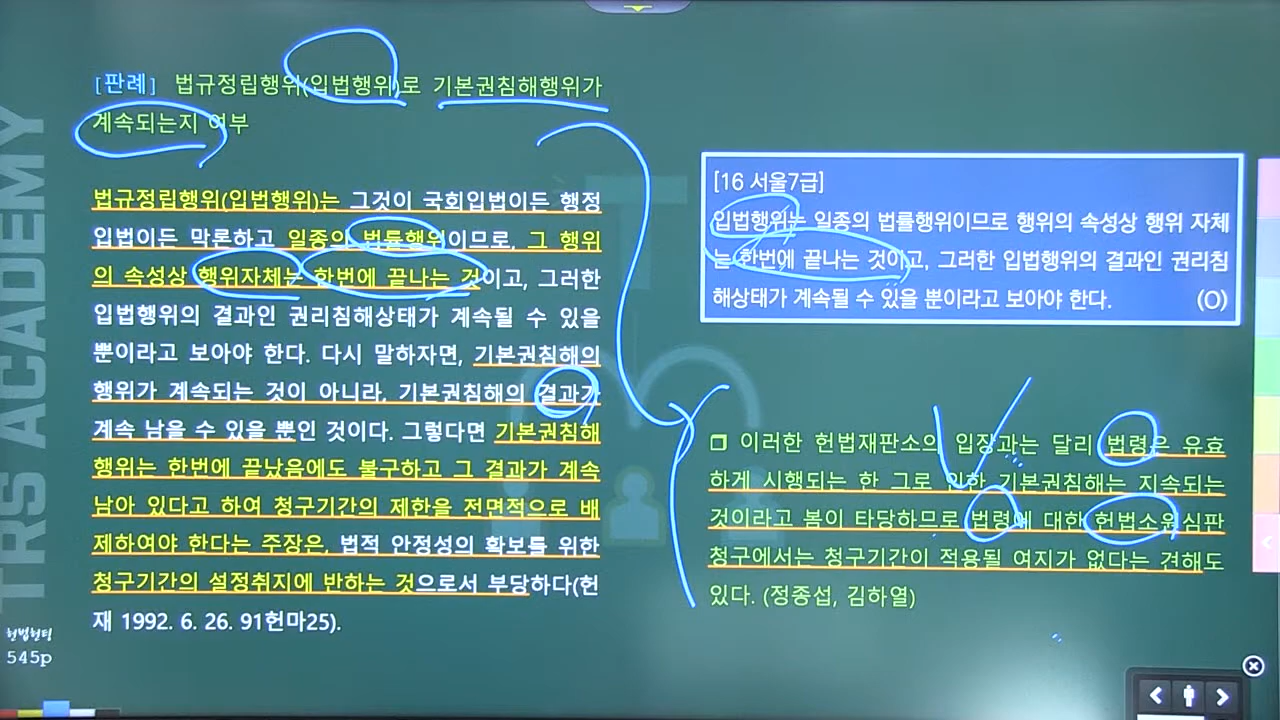 [판례] 법규정립행위(입법행위)로 기본권침해행위가
계속되는지 여부
법규정립행위(입법행위)는 그것이 국회입법이든 행정
입법이든 막론하고 일종의 법률행위이므로, 그 행위
의 속성상 행위자체는 한번에 끝나는 것이고, 그러한
입법행위의 결과인 권리침해상태가 계속될 수 있을
뿐이라고 보아야 한다. 다시 말하자면, 기본권침해의
행위가 계속되는 것이 아니라, 기본권침해의 결과가
계속 남을 수 있을 뿐인 것이다. 그렇다면 기본권침해
행위는 한번에 끝났음에도 불구하고 그 결과가 계속
남아 있다고 하여 청구기간의 제한을 전면적으로 배
제하여야 한다는 주장은, 법적 안정성의 확보를 위한
청구기간의 설정취지에 반하는 것으로서 부당하다(헌
재 1992. 6. 26. 91헌마25).
[16 서울7급]
입법행위는 일종의 법률행위이므로 행위의 속성상 행위 자체
는 한번에 끝나는 것이고, 그러한 입법행위의 결과인 권리침
해상태가 계속될 수 있을 뿐이라고 보아야 한다. (O)
❒ 이러한 헌법재판소의 입장과는 달리 법령은 유효
하게 시행되는 한 그로 인한 기본권침해는 지속되는
것이라고 봄이 타당하므로 법령에 대한 헌법소원심판
청구에서는 청구기간이 적용될 여지가 없다는 견해도
있다. (정종섭, 김하열)
TRS ACADEMY
헌법헌팅
545p